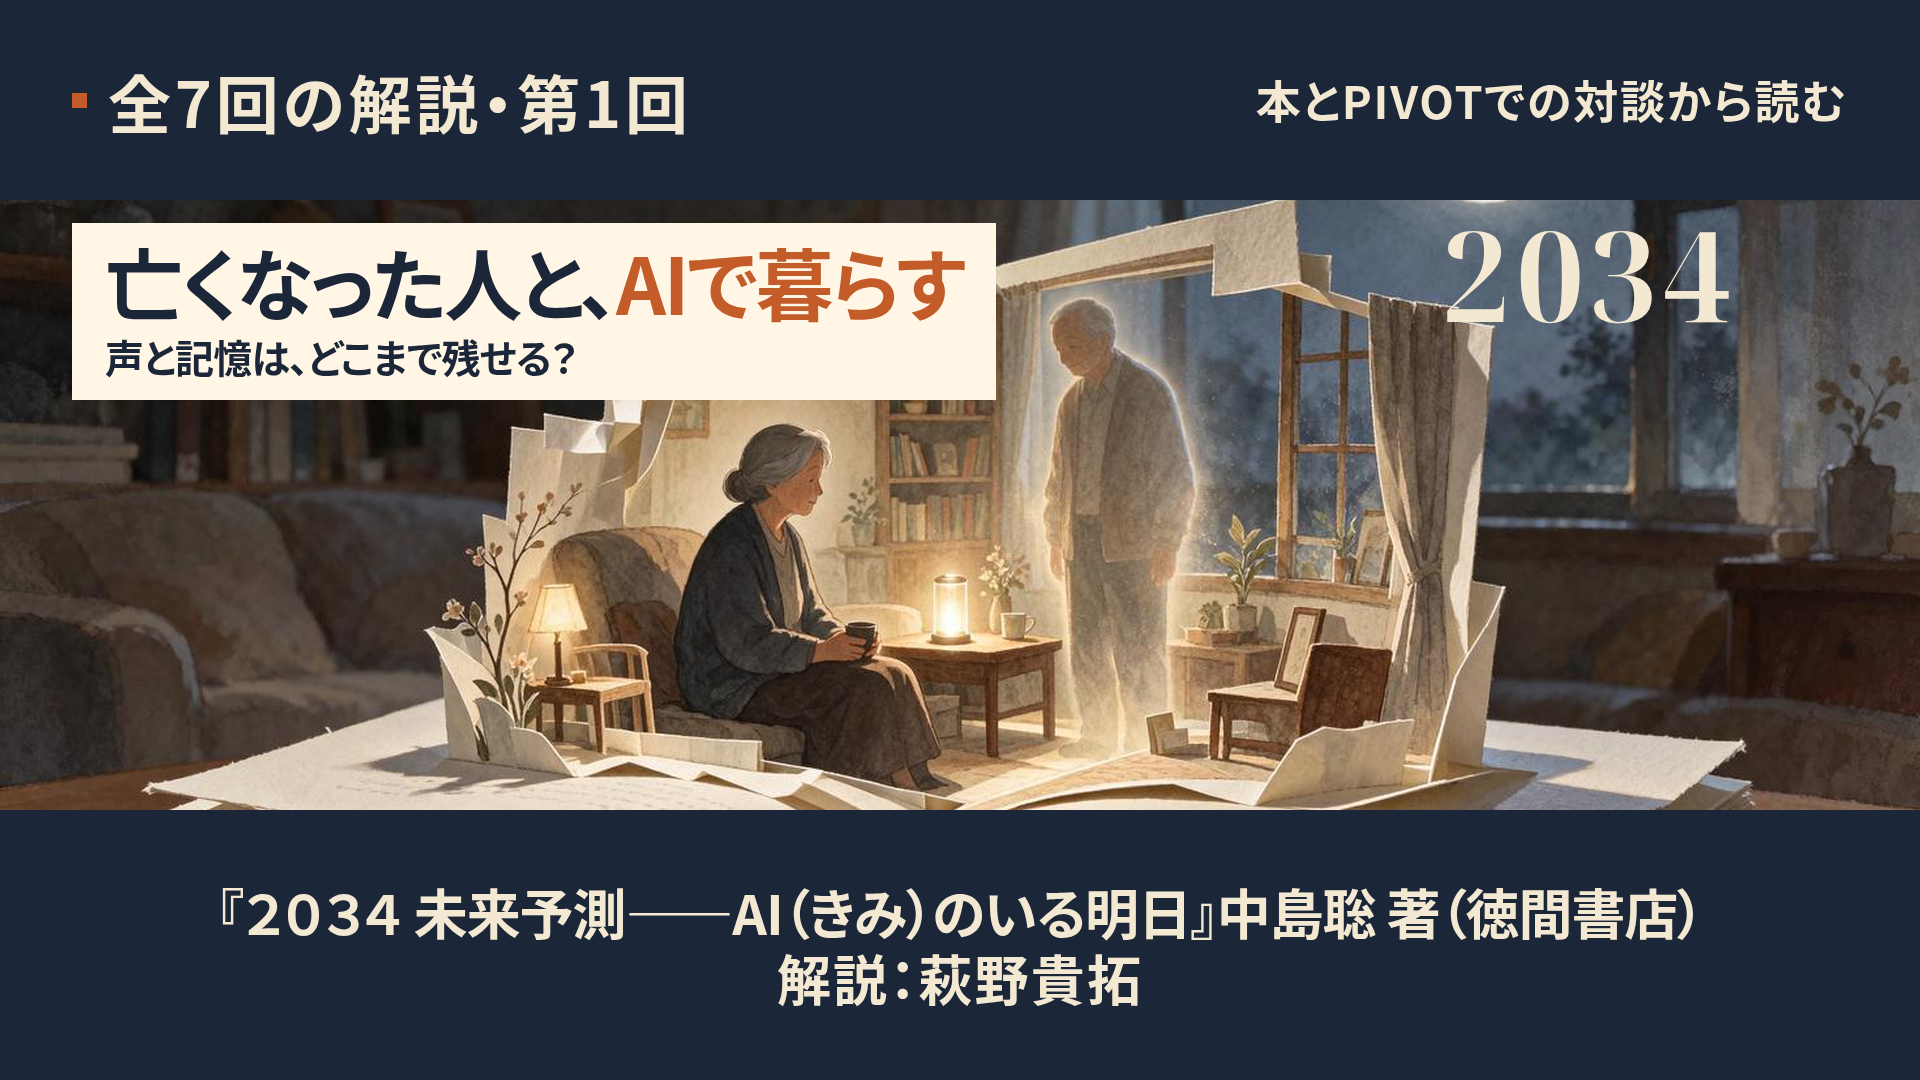 全7回の解説・第1回
本とPIVOTでの対談から読む
2034
亡くなった人と、AIで暮らす
声と記憶は、どこまで残せる？
『２０３４ 未来予測――AI（きみ）のいる明日』中島聡 著（徳間書店）
解説：萩野貴拓